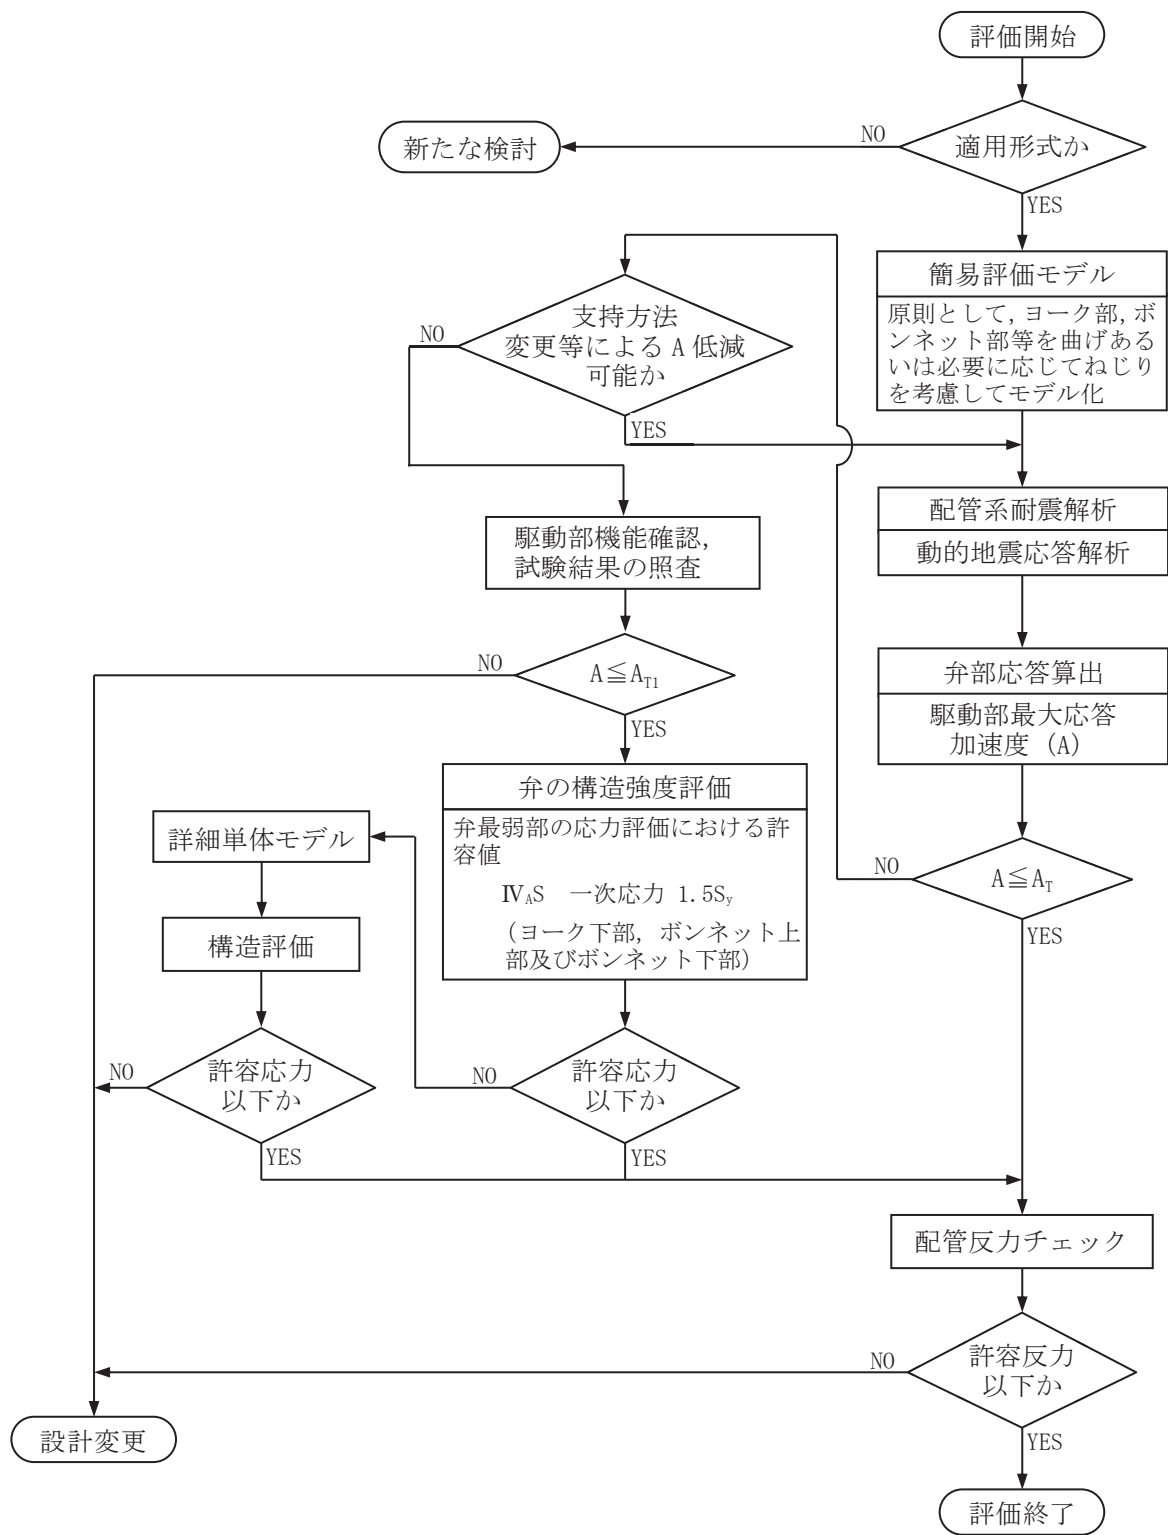 評価開始
適用形式か
NO
新たな検討
YES
簡易評価モデル
原則として，ヨーク部，ボ
ンネット部等を曲げある
いは必要に応じてねじり
を考慮してモデル化
支持方法
変更等による A 低減
可能か
NO
YES
配管系耐震解析
動的地震応答解析
駆動部機能確認，
試験結果の照査
弁部応答算出
駆動部最大応答
加速度（A）
A≦A_T1
NO
YES
A≦A_T
NO
YES
弁の構造強度評価
弁最弱部の応力評価における許
容値
Ⅳ_AS　一次応力 1.5S_y
（ヨーク下部，ボンネット上
部及びボンネット下部）
詳細単体モデル
構造評価
許容応力
以下か
NO
YES
許容応力
以下か
NO
YES
配管反力チェック
許容反力
以下か
NO
YES
設計変更
評価終了